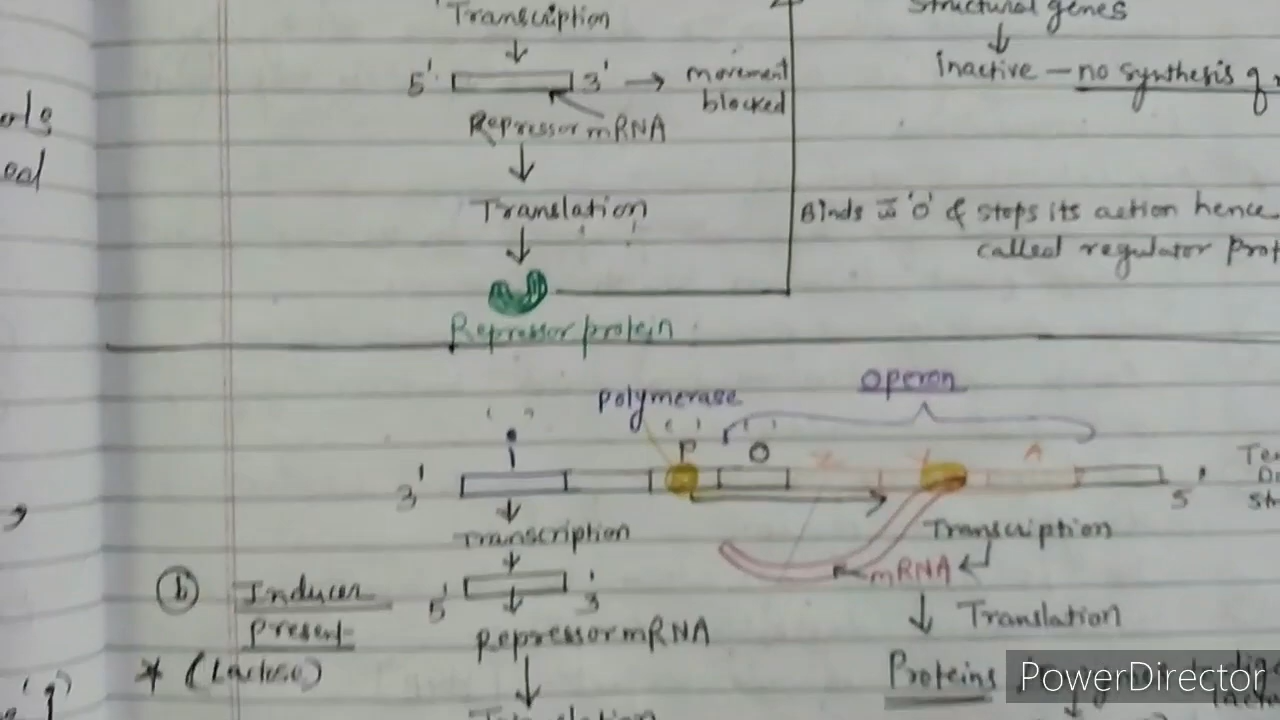 Transcription
Structural genes
5' 3' → movement
blocked
Inactive – no synthesis of
Repressor mRNA
Translation
Binds c̄ 'O' & stops its action hence
called regulator
Repressor protein
Operon
Polymerase
i P O Z Y A
3' 5'
Transcription
Transcription
mRNA
(b) Inducer
Present
* (Lactose)
5' 3'
Repressor mRNA
Translation
Proteins
PowerDirector